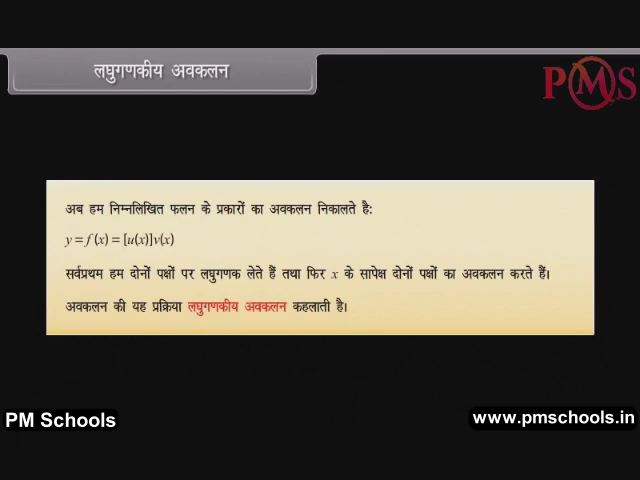 लघुगणकीय अवकलन
PMS
अब हम निम्नलिखित फलन के प्रकारों का अवकलन निकालते है:
y = f (x) = [u(x)]v(x)
सर्वप्रथम हम दोनों पक्षों पर लघुगणक लेते हैं तथा फिर x के सापेक्ष दोनों पक्षों का अवकलन करते हैं।
अवकलन की यह प्रक्रिया लघुगणकीय अवकलन कहलाती है।
PM Schools
www.pmschools.in